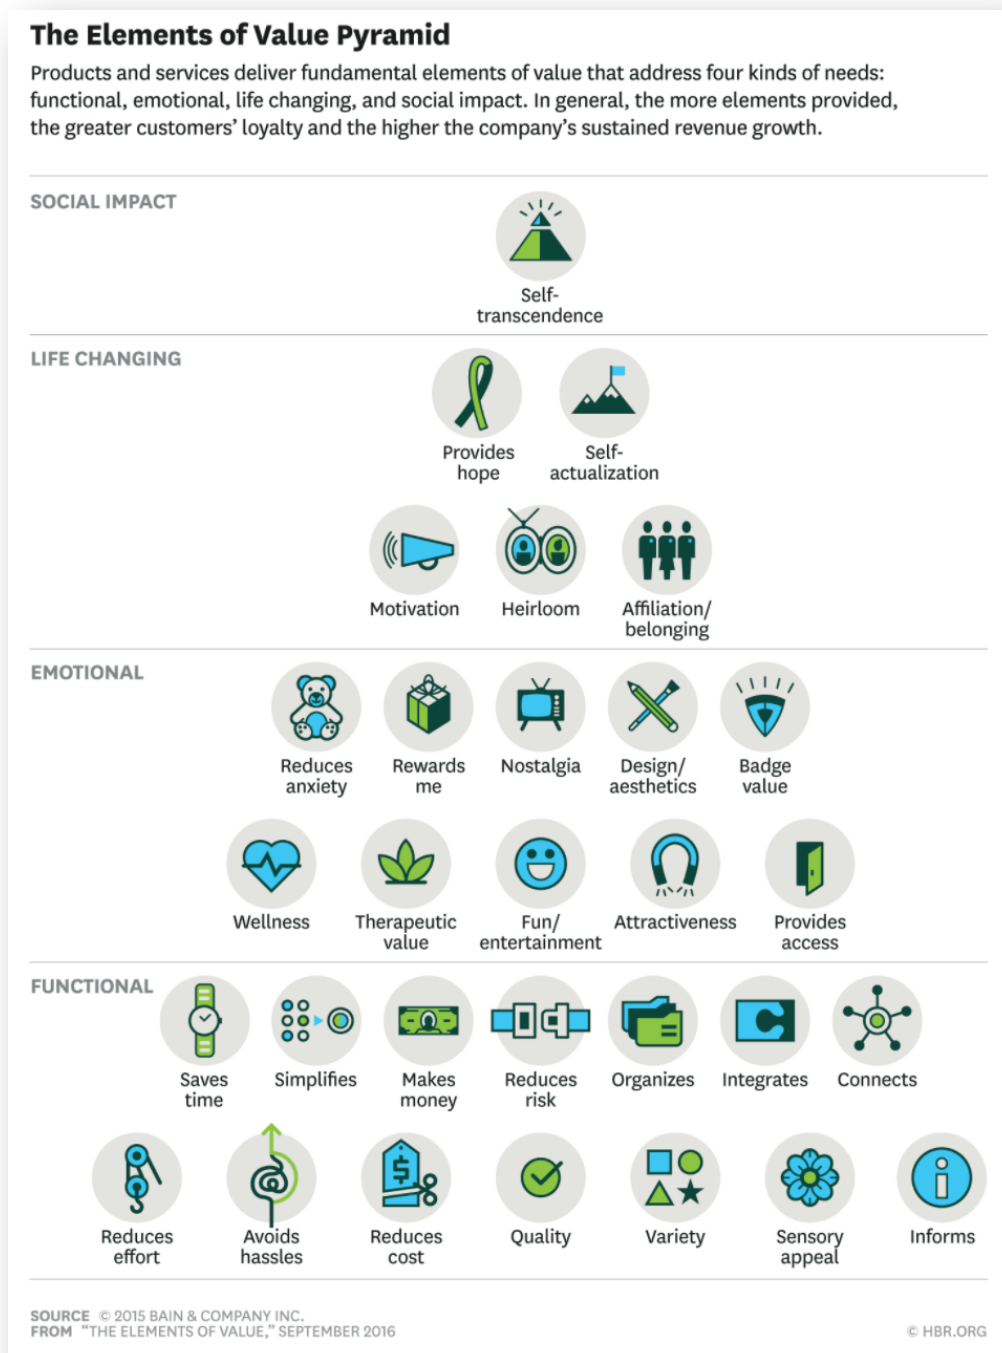 The Elements of Value Pyramid
Products and services deliver fundamental elements of value that address four kinds of needs:
functional, emotional, life changing, and social impact. In general, the more elements provided,
the greater customers’ loyalty and the higher the company’s sustained revenue growth.
SOCIAL IMPACT
Self-
transcendence
LIFE CHANGING
Provides
hope
Self-
actualization
Motivation
Heirloom
Affiliation/
belonging
EMOTIONAL
Reduces
anxiety
Rewards
me
Nostalgia
Design/
aesthetics
Badge
value
Wellness
Therapeutic
value
Fun/
entertainment
Attractiveness
Provides
access
FUNCTIONAL
Saves
time
Simplifies
Makes
money
Reduces
risk
Organizes
Integrates
Connects
Reduces
effort
Avoids
hassles
$
Reduces
cost
Quality
Variety
Sensory
appeal
i
Informs
SOURCE © 2015 BAIN & COMPANY INC.
FROM “THE ELEMENTS OF VALUE,” SEPTEMBER 2016
© HBR.ORG